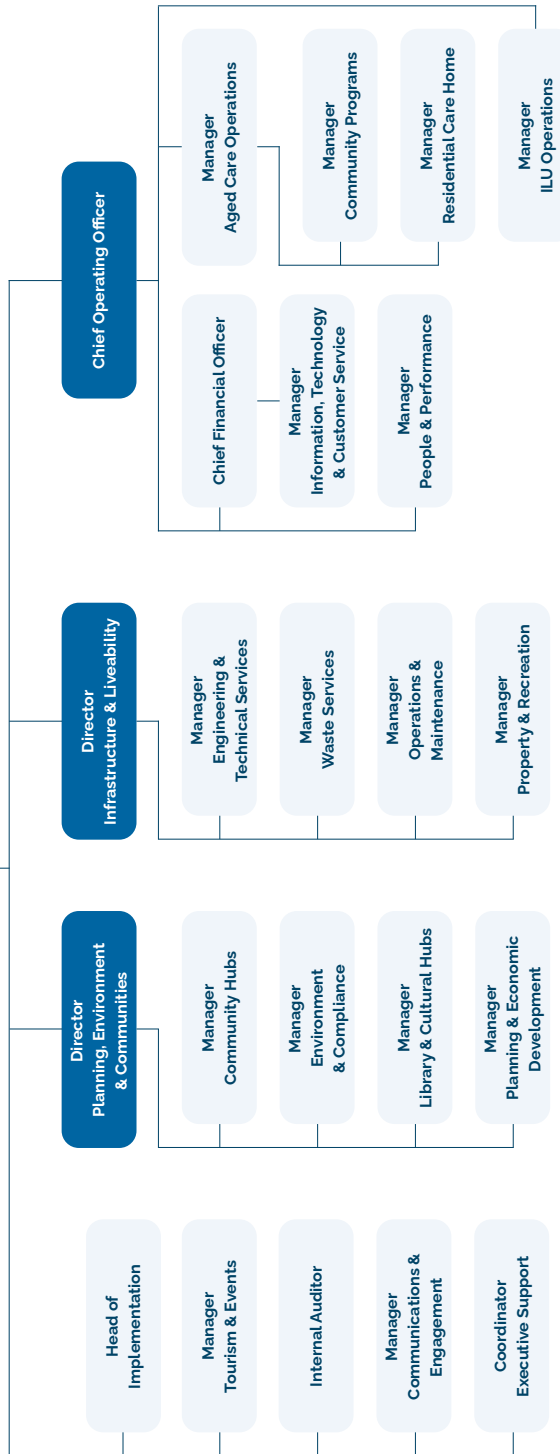 Head of
Implementation
Manager
Tourism & Events
Internal Auditor
Manager
Communications &
Engagement
Coordinator
Executive Support
Director
Planning, Environment
& Communities
Manager
Community Hubs
Manager
Environment
& Compliance
Manager
Library & Cultural Hubs
Manager
Planning & Economic
Development
Director
Infrastructure & Liveability
Manager
Engineering &
Technical Services
Manager
Waste Services
Manager
Operations &
Maintenance
Manager
Property & Recreation
Chief Operating Officer
Chief Financial Officer
Manager
Information, Technology
& Customer Service
Manager
People & Performance
Manager
Aged Care Operations
Manager
Community Programs
Manager
Residential Care Home
Manager
ILU Operations